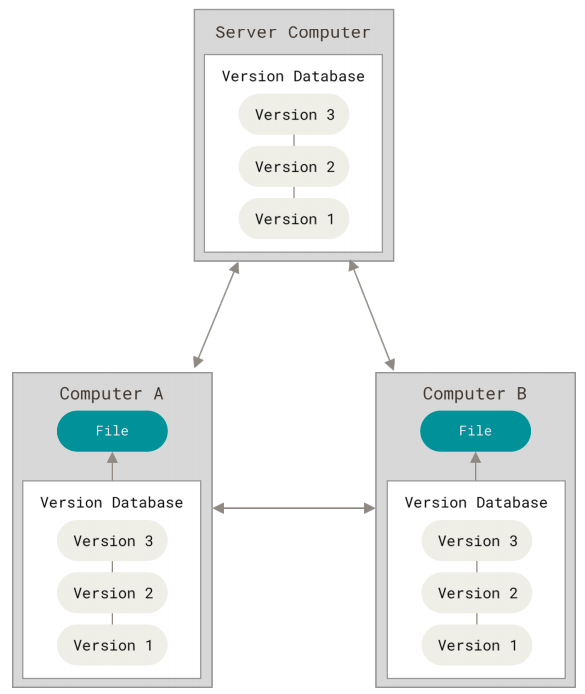 Server Computer
Version Database
Version 3
Version 2
Version 1
Computer A
File
Version Database
Version 3
Version 2
Version 1
Computer B
File
Version Database
Version 3
Version 2
Version 1